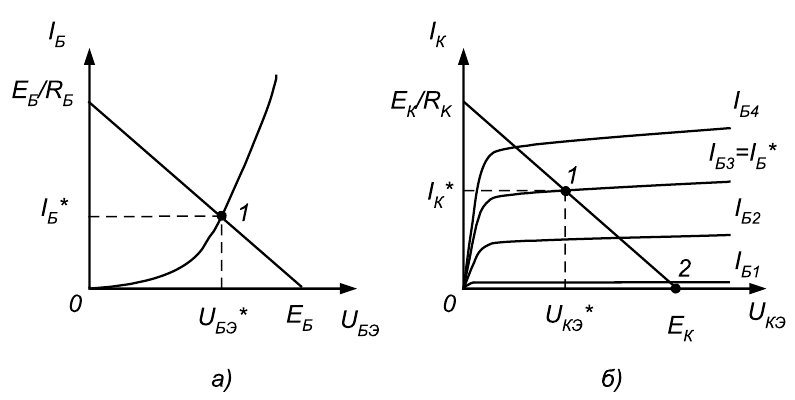 I_Б
E_Б/R_Б
I_Б*
1
0
U_БЭ*
E_Б
U_БЭ
а)
I_К
E_К/R_К
I_К*
1
2
I_Б4
I_Б3=I_Б*
I_Б2
I_Б1
0
U_КЭ*
E_К
U_КЭ
б)